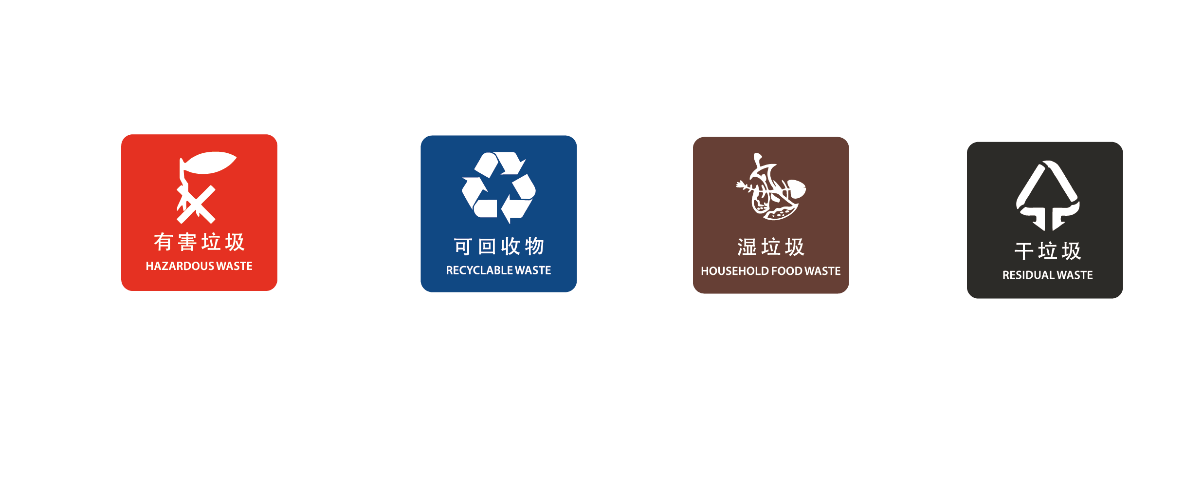 有害垃圾
HAZARDOUS WASTE
可回收物
RECYCLABLE WASTE
湿垃圾
HOUSEHOLD FOOD WASTE
干垃圾
RESIDUAL WASTE